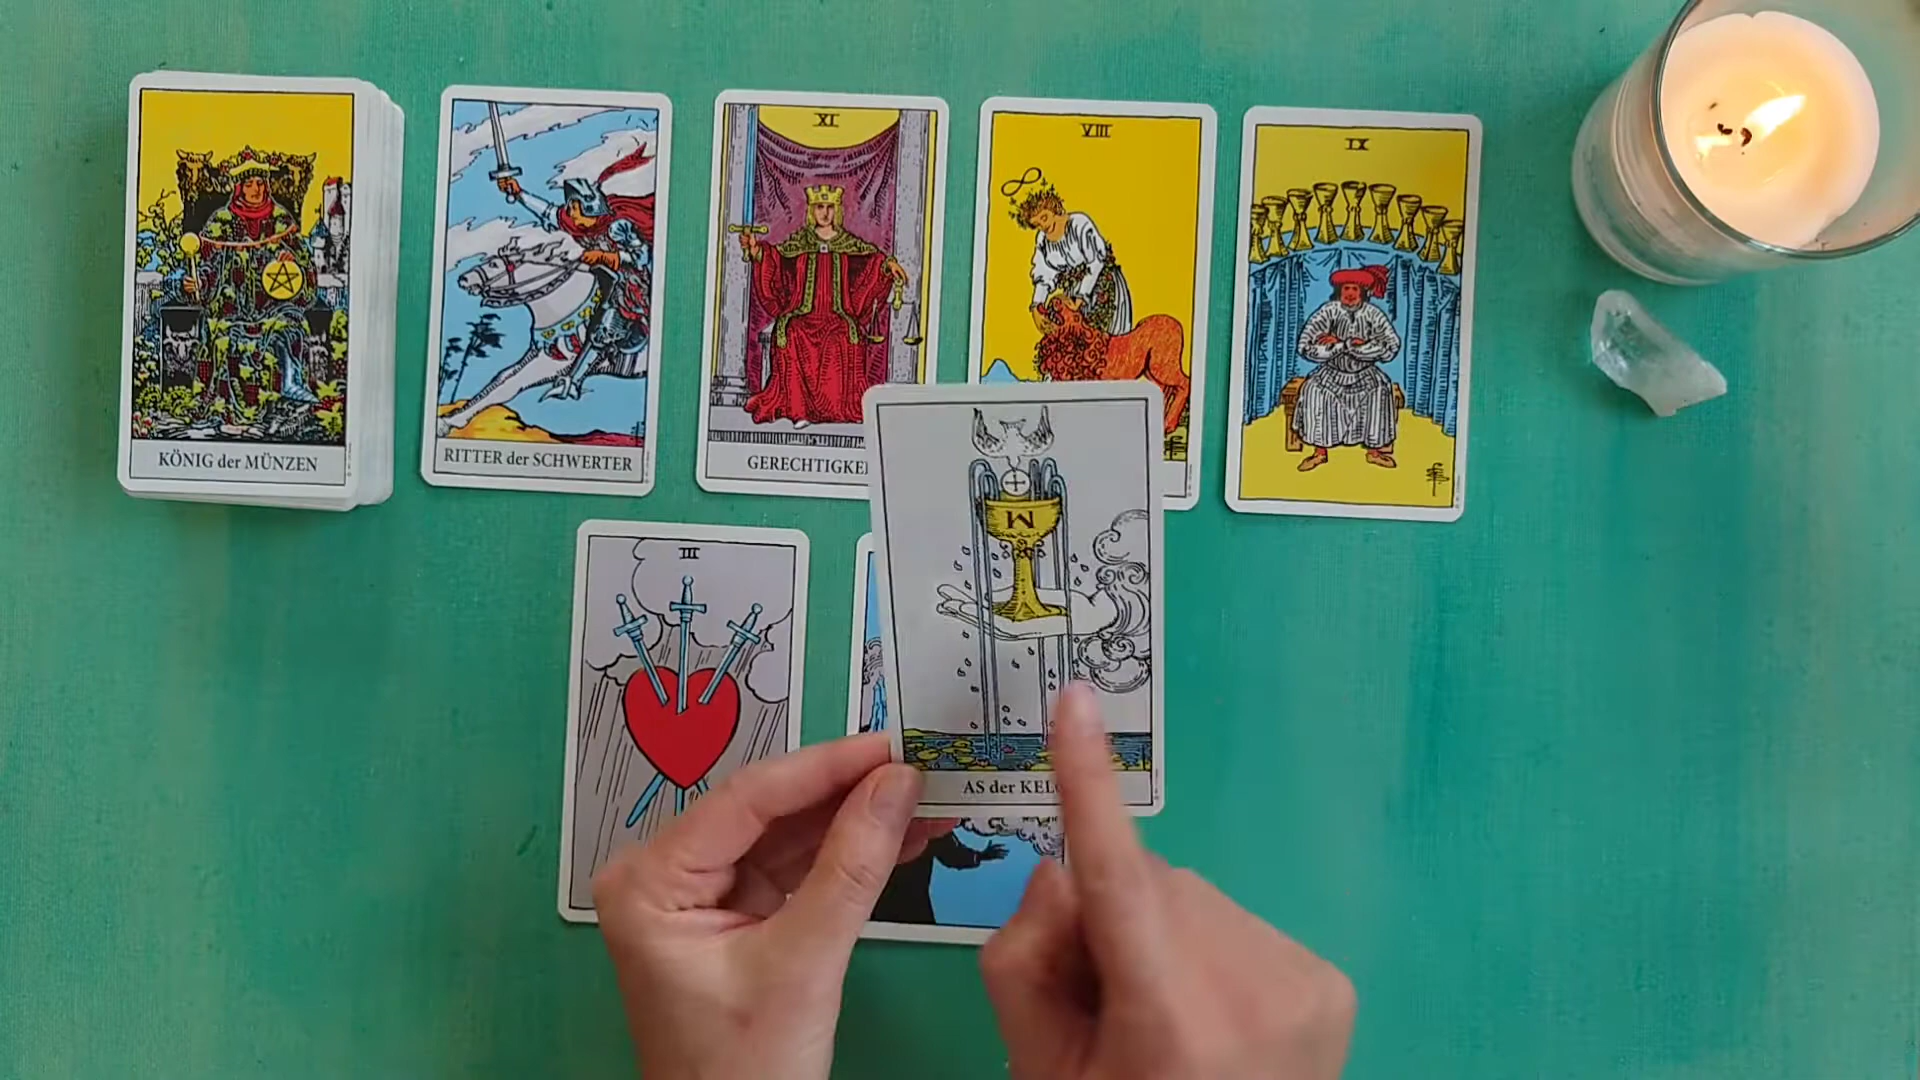 XI
VIII
IX
KÖNIG der MÜNZEN
RITTER der SCHWERTER
GERECHTIGKE
III
M
AS der KEL